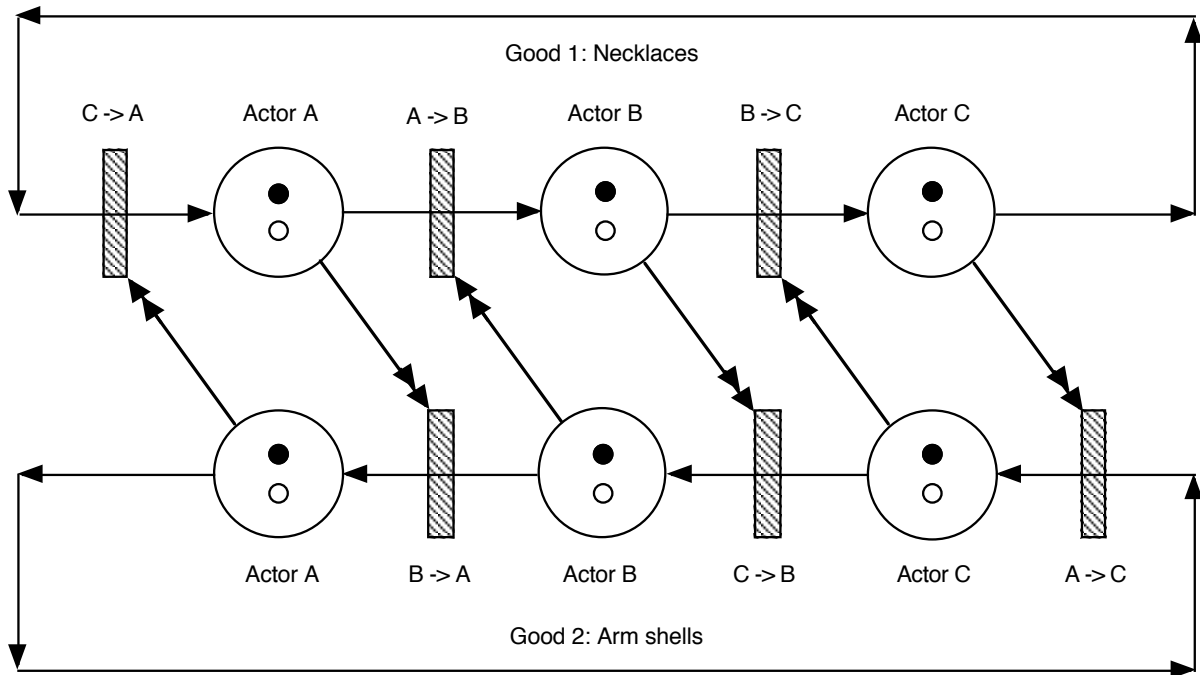 Good 1: Necklaces
C -> A
Actor A
A -> B
Actor B
B -> C
Actor C
Actor A
B -> A
Actor B
C -> B
Actor C
A -> C
Good 2: Arm shells